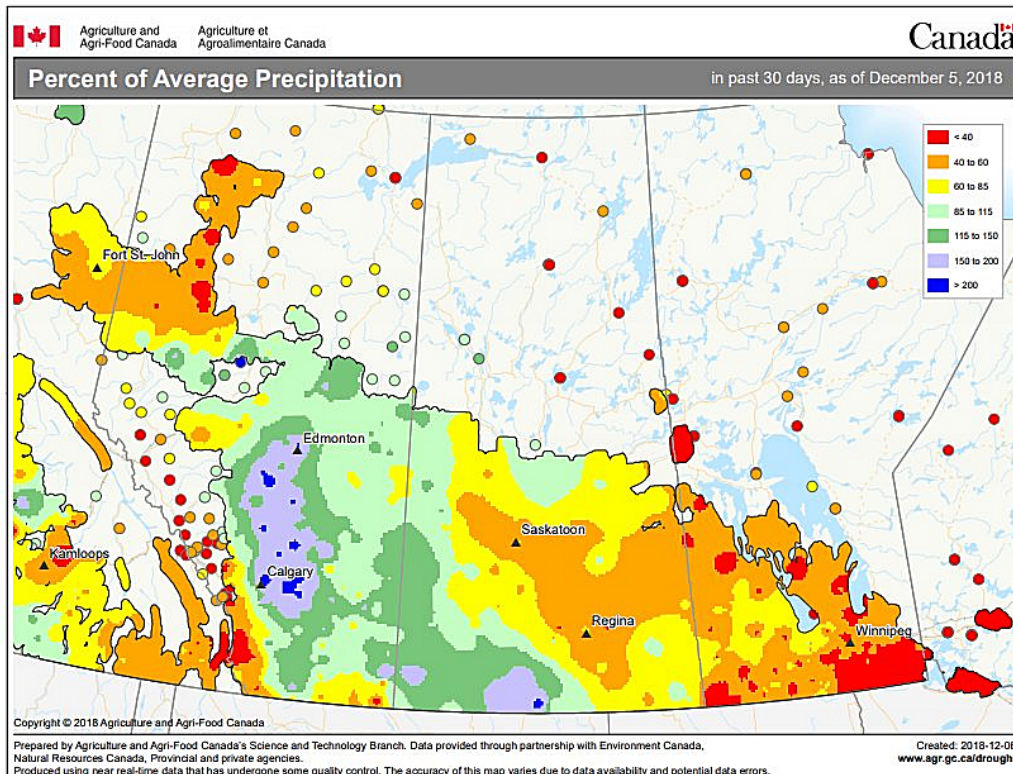 Agriculture and
Agri-Food Canada
Agriculture et
Agroalimentaire Canada
Canada
Percent of Average Precipitation
in past 30 days, as of December 5, 2018
< 40
40 to 60
60 to 85
85 to 115
115 to 150
150 to 200
> 200
Fort St. John
Edmonton
Saskatoon
Kamloops
Calgary
Regina
Winnipeg
Copyright © 2018 Agriculture and Agri-Food Canada
Prepared by Agriculture and Agri-Food Canada's Science and Technology Branch. Data provided through partnership with Environment Canada,
Natural Resources Canada, Provincial and private agencies.
Produced using near real-time data that has undergone some quality control. The accuracy of this map varies due to data availability and potential data errors.
Created: 2018-12-06
www.agr.gc.ca/drough